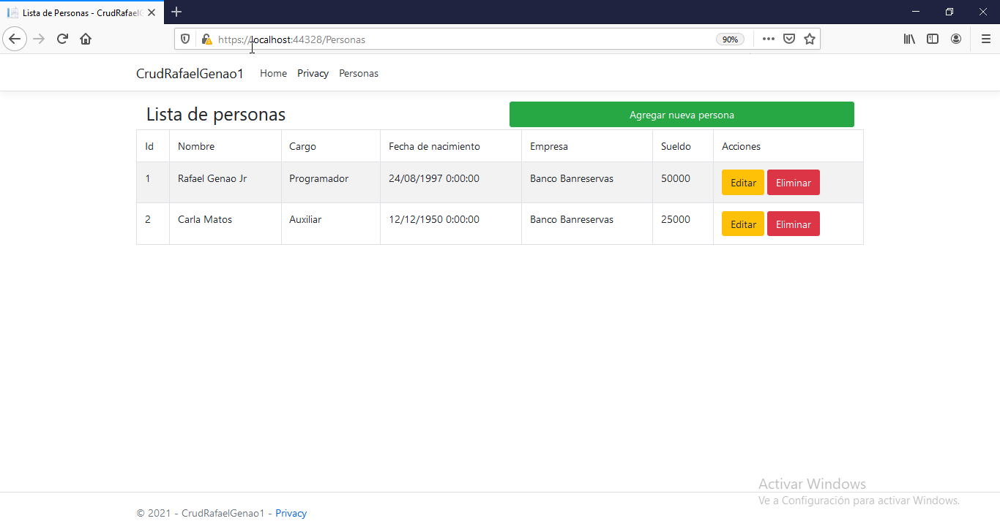 Lista de Personas - CrudRafaelG
https://localhost:44328/Personas
90%
CrudRafaelGenao1 Home Privacy Personas
Lista de personas
Agregar nueva persona
Id Nombre Cargo Fecha de nacimiento Empresa Sueldo Acciones
1 Rafael Genao Jr Programador 24/08/1997 0:00:00 Banco Banreservas 50000 Editar Eliminar
2 Carla Matos Auxiliar 12/12/1950 0:00:00 Banco Banreservas 25000 Editar Eliminar
Activar Windows
Ve a Configuración para activar Windows.
© 2021 - CrudRafaelGenao1 - Privacy